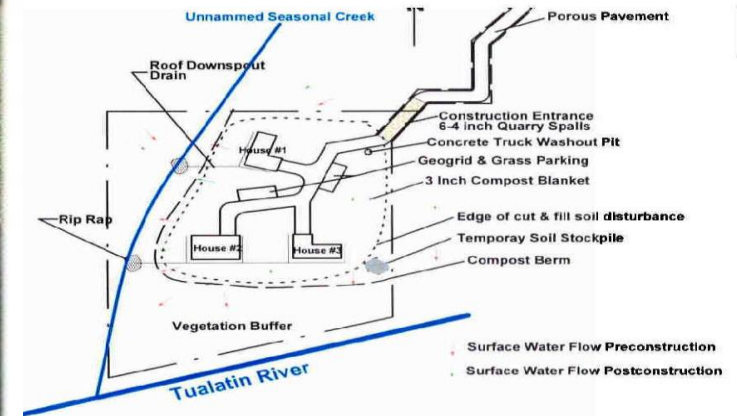 Unnammed Seasonal Creek
Porous Pavement
Roof Downspout
Drain
Construction Entrance
6-4 inch Quarry Spalls
House #1
Concrete Truck Washout Pit
Geogrid & Grass Parking
3 Inch Compost Blanket
Rip Rap
Edge of cut & fill soil disturbance
House #2
House #3
Temporay Soil Stockpile
Compost Berm
Vegetation Buffer
Surface Water Flow Preconstruction
Surface Water Flow Postconstruction
Tualatin River